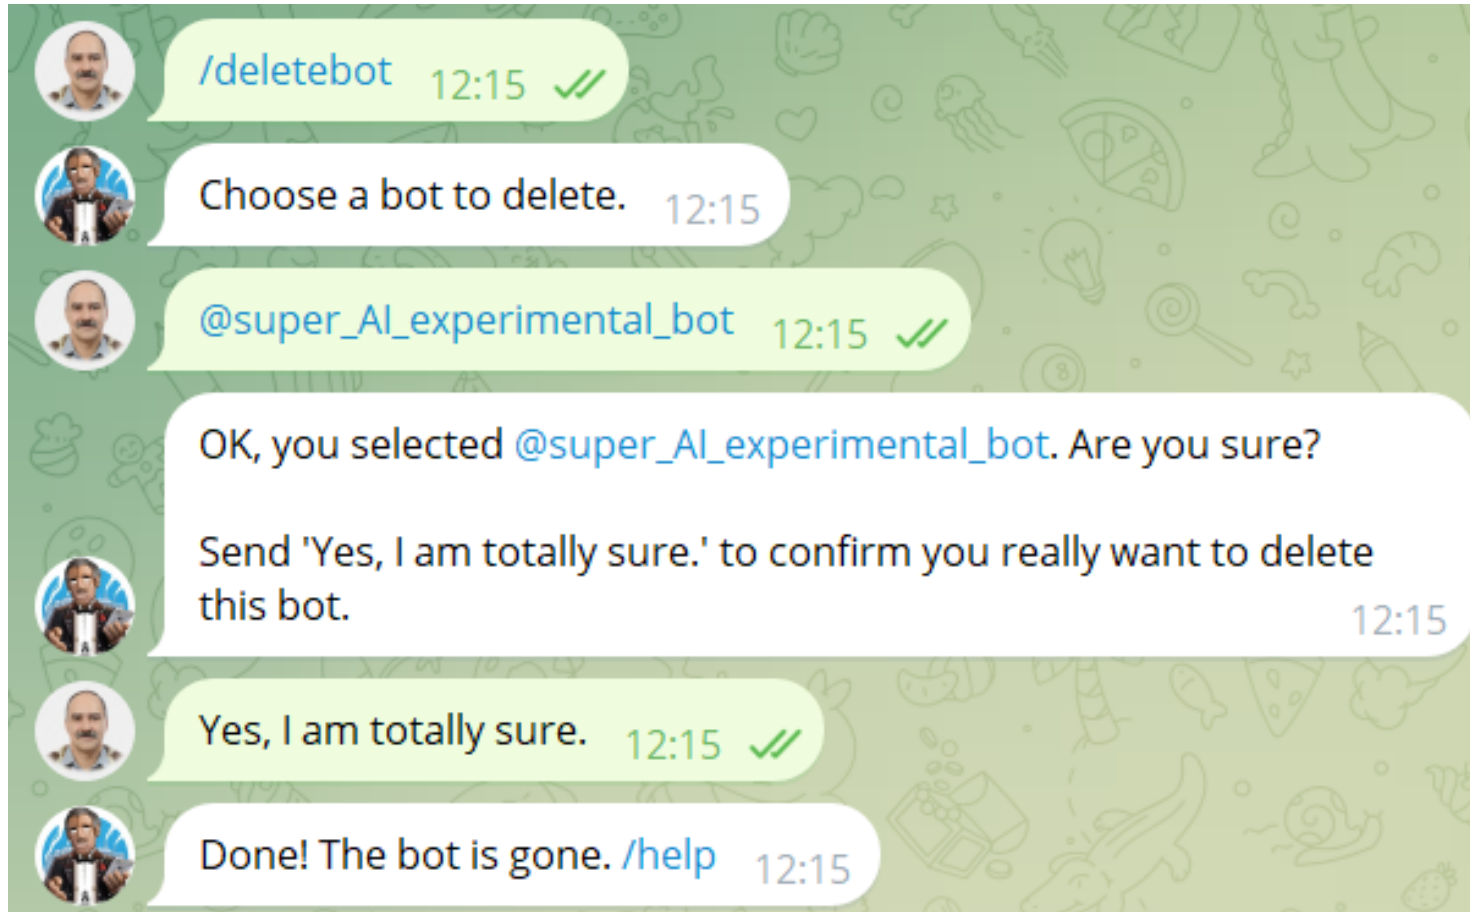 /deletebot 12:15
Choose a bot to delete. 12:15
@super_AI_experimental_bot 12:15
OK, you selected @super_AI_experimental_bot. Are you sure?
Send 'Yes, I am totally sure.' to confirm you really want to delete
this bot. 12:15
Yes, I am totally sure. 12:15
Done! The bot is gone. /help 12:15